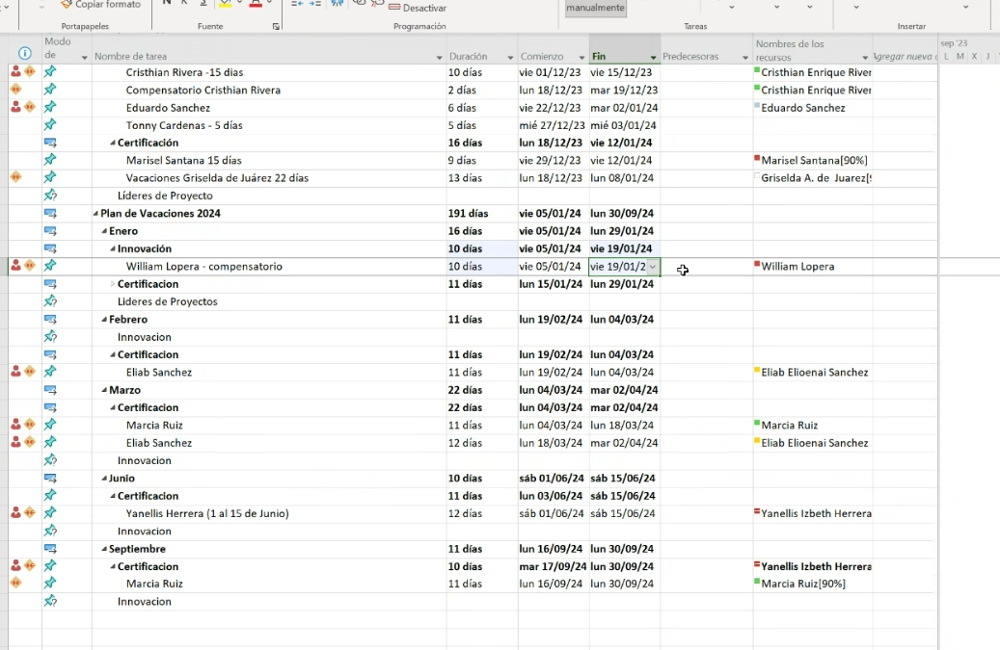 Copiar formato N K S A Desactivar manualmente
Portapapeles Fuente Programación Tareas Insertar
Modo de Nombre de tarea Duración Comienzo Fin Predecesoras Nombres de los recursos Agregar nueva sep '23 L M X J
Cristhian Rivera -15 dias 10 días vie 01/12/23 vie 15/12/23 Cristhian Enrique River
Compensatorio Cristhian Rivera 2 días lun 18/12/23 mar 19/12/23 Cristhian Enrique River
Eduardo Sanchez 6 días vie 22/12/23 mar 02/01/24 Eduardo Sanchez
Tonny Cardenas - 5 días 5 días mié 27/12/23 mié 03/01/24
Certificación 16 días lun 18/12/23 vie 12/01/24
Marisel Santana 15 días 9 días vie 29/12/23 vie 12/01/24 Marisel Santana[90%]
Vacaciones Griselda de Juárez 22 días 13 días lun 18/12/23 lun 08/01/24 Griselda A. de Juarez[9
Líderes de Proyecto
Plan de Vacaciones 2024 191 días vie 05/01/24 lun 30/09/24
Enero 16 días vie 05/01/24 lun 29/01/24
Innovación 10 días vie 05/01/24 vie 19/01/24
William Lopera - compensatorio 10 días vie 05/01/24 vie 19/01/2 William Lopera
Certificacion 11 días lun 15/01/24 lun 29/01/24
Lideres de Proyectos
Febrero 11 días lun 19/02/24 lun 04/03/24
Innovacion
Certificacion 11 días lun 19/02/24 lun 04/03/24
Eliab Sanchez 11 días lun 19/02/24 lun 04/03/24 Eliab Elioenai Sanchez
Marzo 22 días lun 04/03/24 mar 02/04/24
Certificacion 22 días lun 04/03/24 mar 02/04/24
Marcia Ruiz 11 días lun 04/03/24 lun 18/03/24 Marcia Ruiz
Eliab Sanchez 12 días lun 18/03/24 mar 02/04/24 Eliab Elioenai Sanchez
Innovacion
Junio 10 días sáb 01/06/24 sáb 15/06/24
Certificacion 11 días lun 03/06/24 sáb 15/06/24
Yanellis Herrera (1 al 15 de Junio) 12 días sáb 01/06/24 sáb 15/06/24 Yanellis Izbeth Herrera
Innovacion
Septiembre 11 días lun 16/09/24 lun 30/09/24
Certificacion 10 días mar 17/09/24 lun 30/09/24 Yanellis Izbeth Herrera
Marcia Ruiz 11 días lun 16/09/24 lun 30/09/24 Marcia Ruiz[90%]
Innovacion